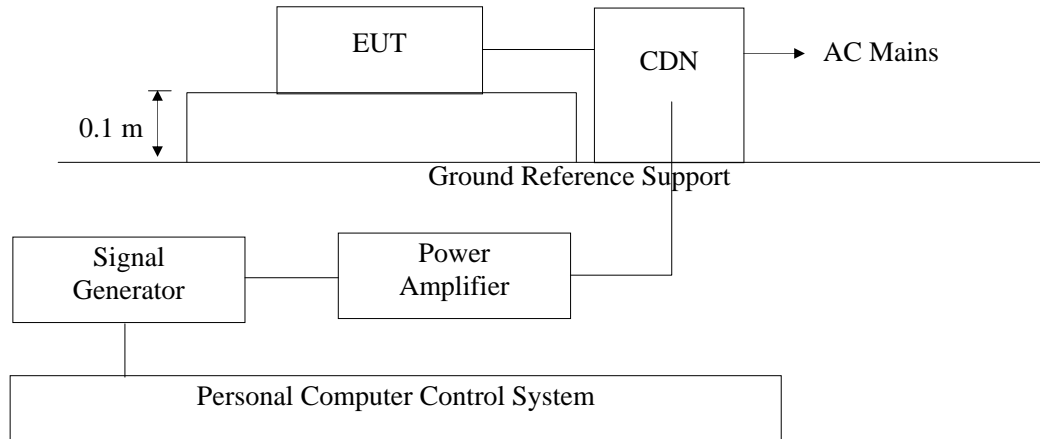 EUT
CDN
AC Mains
0.1 m
Ground Reference Support
Signal
Generator
Power
Amplifier
Personal Computer Control System